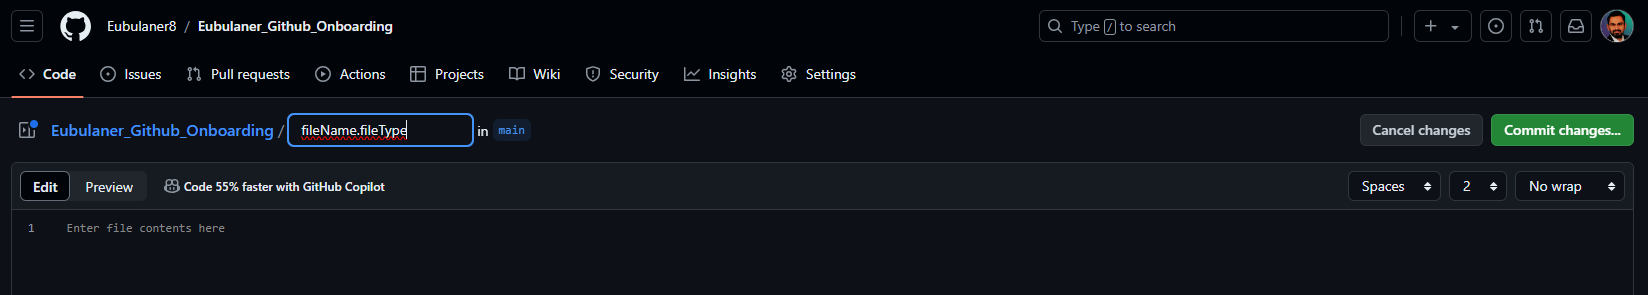 Eubulaner8 / Eubulaner_Github_Onboarding Type / to search
Code Issues Pull requests Actions Projects Wiki Security Insights Settings
Eubulaner_Github_Onboarding / fileName.fileType in main Cancel changes Commit changes...
Edit Preview Code 55% faster with GitHub Copilot Spaces 2 No wrap
1 Enter file contents here